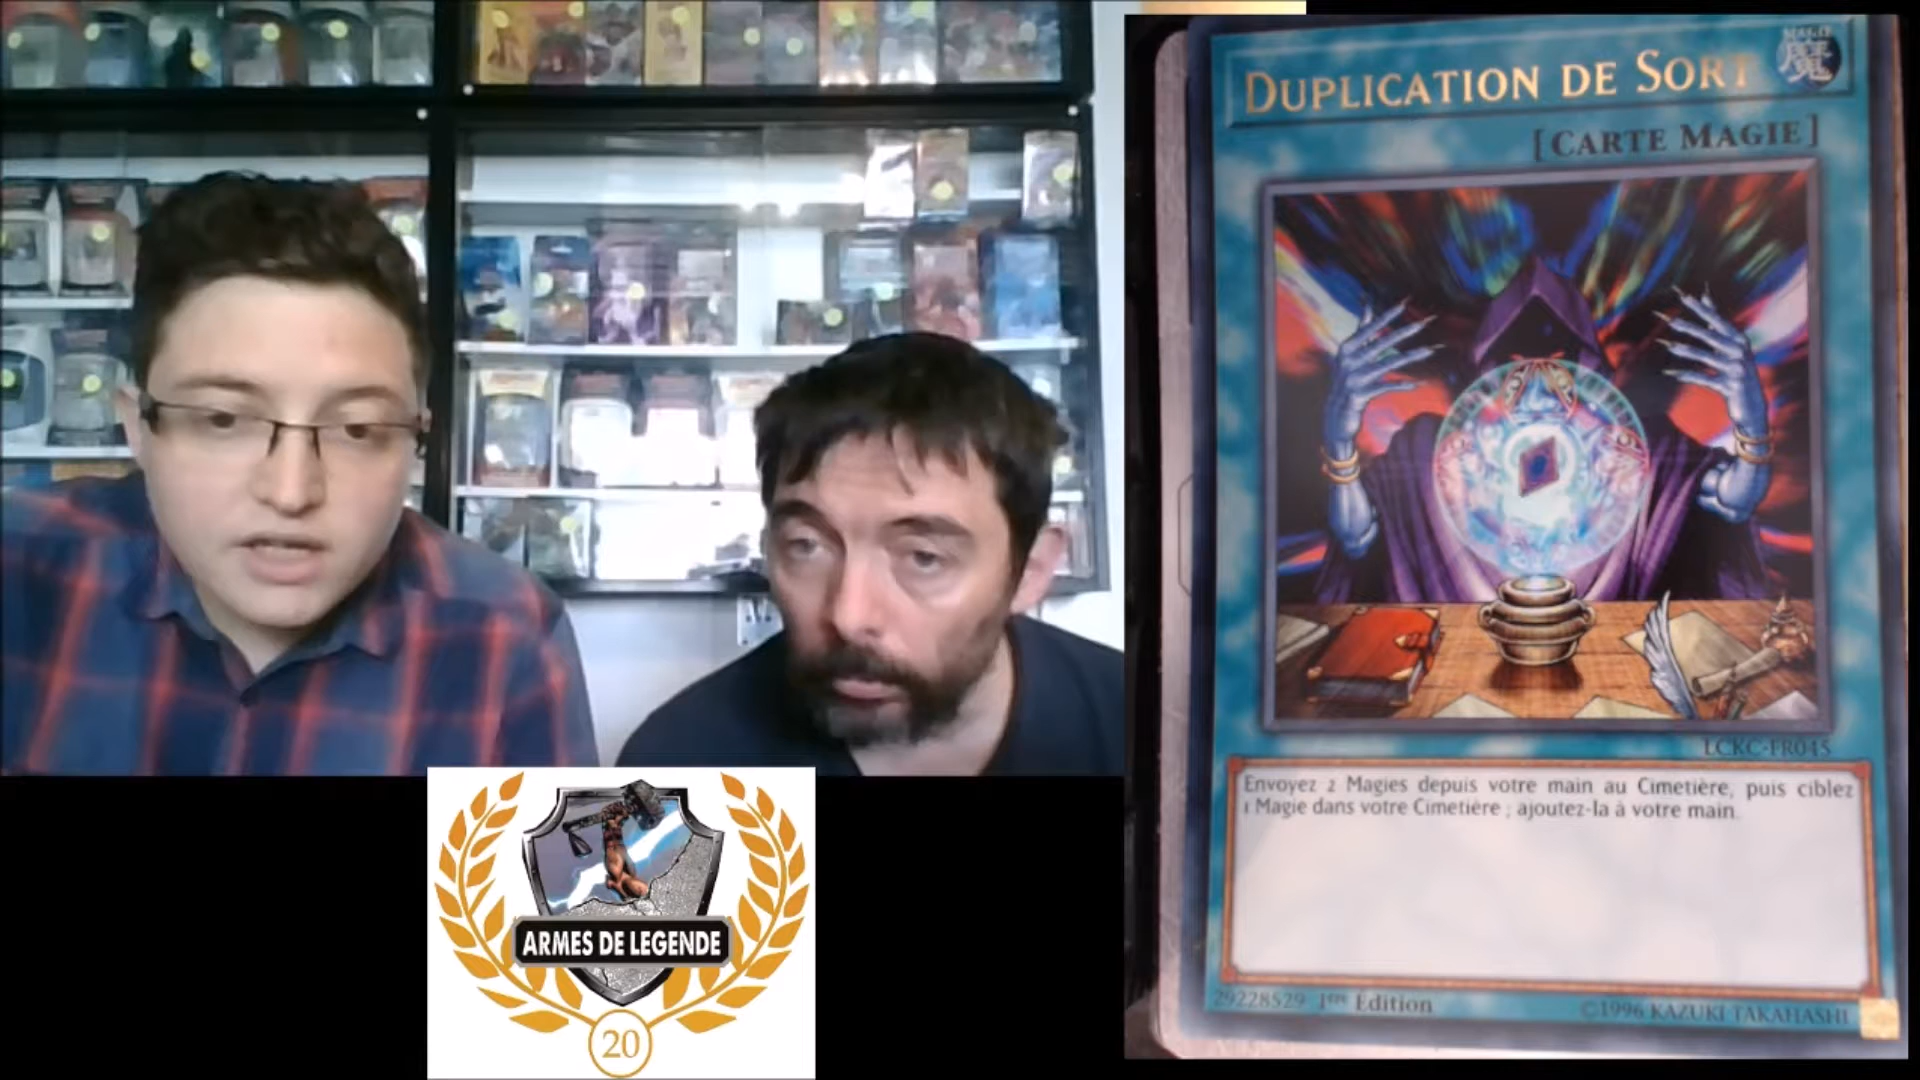 DUPLICATION DE SORT
MAGIE
魔
[CARTE MAGIE]
LCKC-FR045
Envoyez 2 Magies depuis votre main au Cimetière, puis ciblez
1 Magie dans votre Cimetière ; ajoutez-la à votre main.
29228529 1ère Edition
©1996 KAZUKI TAKAHASHI
ARMES DE LEGENDE
20